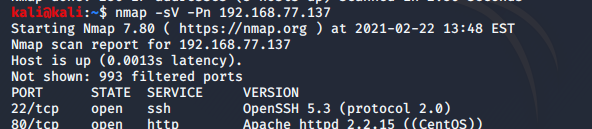 kali@kali:~$ nmap -sV -Pn 192.168.77.137
Starting Nmap 7.80 ( https://nmap.org ) at 2021-02-22 13:48 EST
Nmap scan report for 192.168.77.137
Host is up (0.0013s latency).
Not shown: 993 filtered ports
PORT STATE SERVICE VERSION
22/tcp open ssh OpenSSH 5.3 (protocol 2.0)
80/tcp open http Apache httpd 2.2.15 ((CentOS))